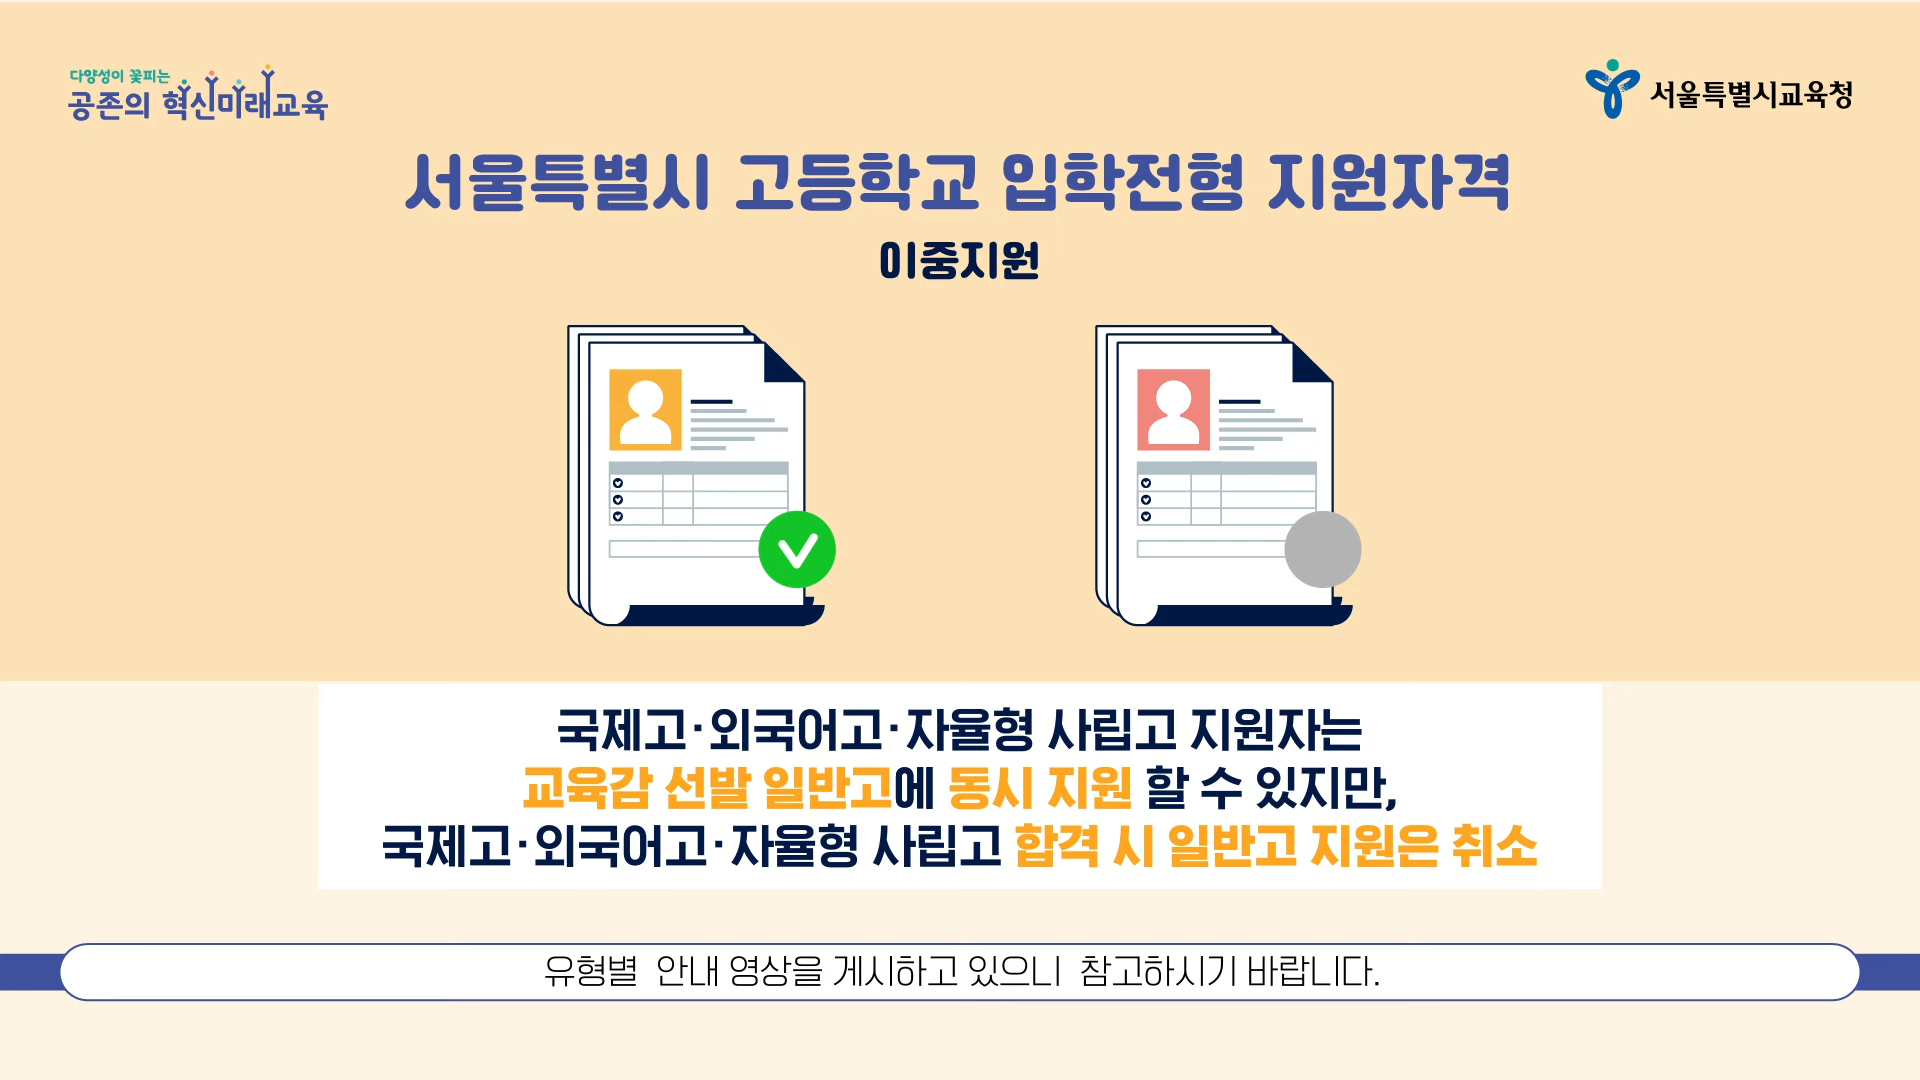 다양성이 꽃피는
공존의 혁신미래교육
서울특별시교육청
서울특별시 고등학교 입학전형 지원자격
이중지원
국제고·외국어고·자율형 사립고 지원자는
교육감 선발 일반고에 동시 지원 할 수 있지만,
국제고·외국어고·자율형 사립고 합격 시 일반고 지원은 취소
유형별 안내 영상을 게시하고 있으니 참고하시기 바랍니다.